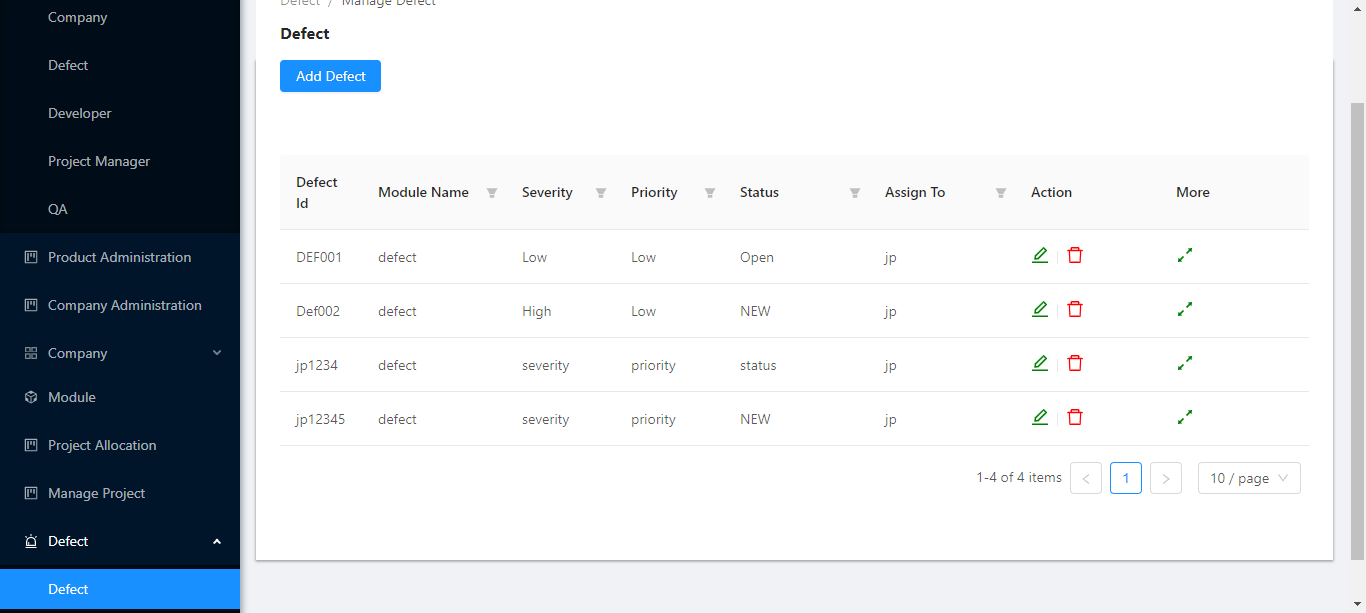 Company
Defect
Developer
Project Manager
QA
Product Administration
Company Administration
Company
Module
Project Allocation
Manage Project
Defect
Defect
Defect / Manage Defect
Defect
Add Defect
Defect Id
Module Name Severity Priority Status Assign To Action More
DEF001 defect Low Low Open jp
Def002 defect High Low NEW jp
jp1234 defect severity priority status jp
jp12345 defect severity priority NEW jp
1-4 of 4 items < 1 > 10 / page